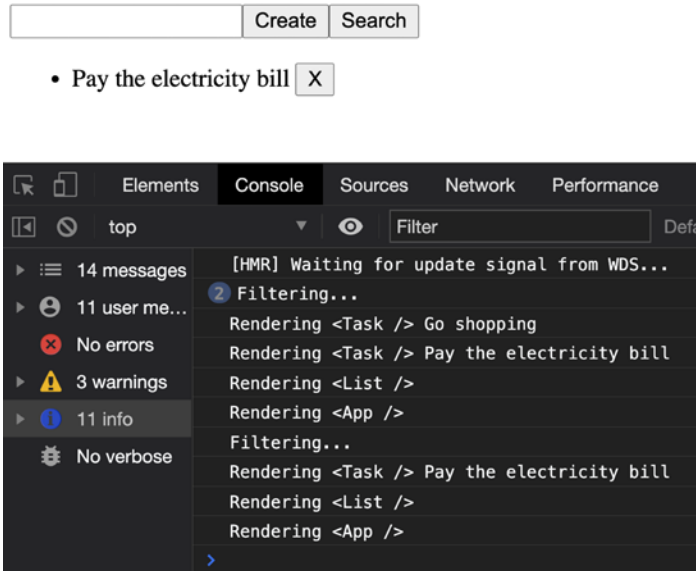 Create Search
• Pay the electricity bill X
Elements Console Sources Network Performance
top Filter Defa
14 messages
11 user me...
No errors
3 warnings
11 info
No verbose
[HMR] Waiting for update signal from WDS...
2 Filtering...
Rendering <Task /> Go shopping
Rendering <Task /> Pay the electricity bill
Rendering <List />
Rendering <App />
Filtering...
Rendering <Task /> Pay the electricity bill
Rendering <List />
Rendering <App />